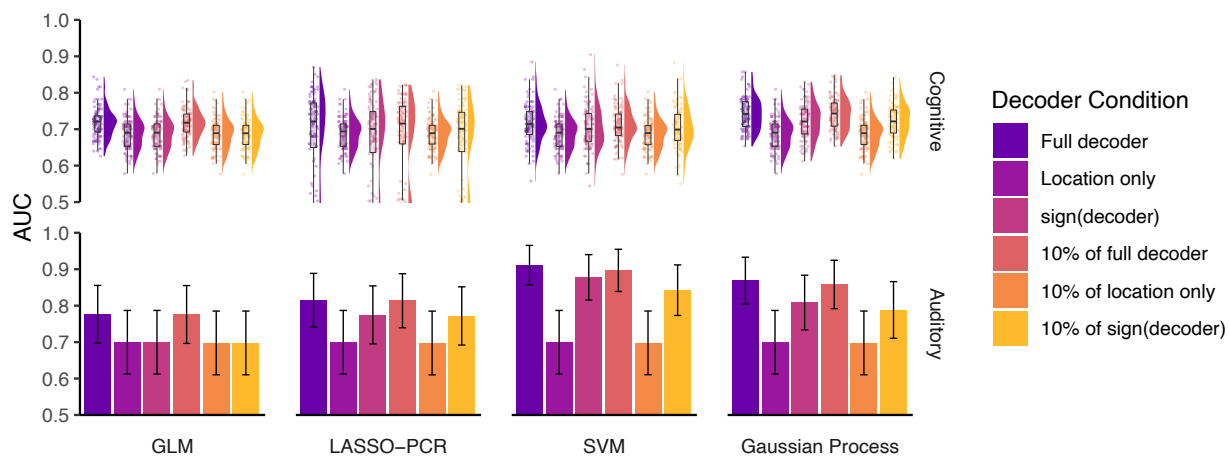 AUC
1.0
0.9
0.8
0.7
0.6
0.5
Cognitive
1.0
0.9
0.8
0.7
0.6
0.5
Auditory
GLM
LASSO−PCR
SVM
Gaussian Process
Decoder Condition
Full decoder
Location only
sign(decoder)
10% of full decoder
10% of location only
10% of sign(decoder)